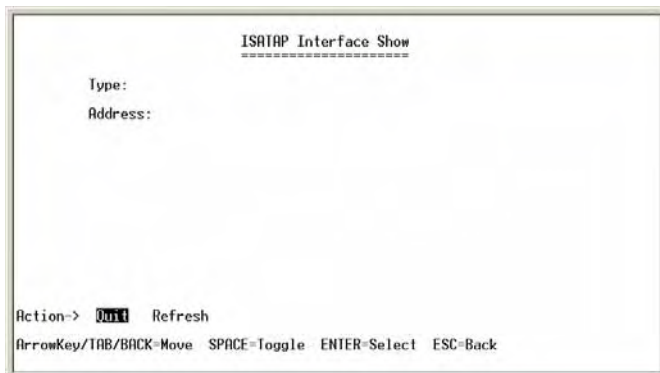 ISATAP Interface Show
=====================
Type:
Address:
Action-> Quit Refresh
ArrowKey/TAB/BACK=Move SPACE=Toggle ENTER=Select ESC=Back